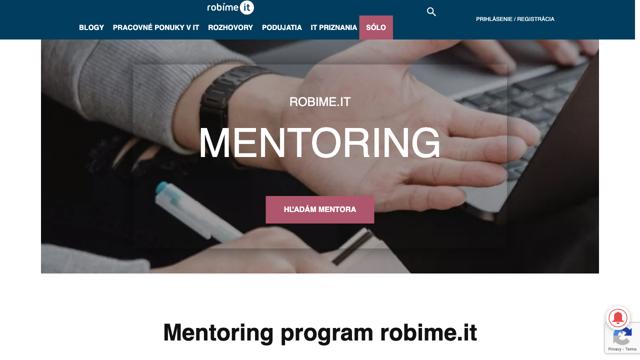 robíme it
BLOGY PRACOVNÉ PONUKY V IT ROZHOVORY PODUJATIA IT PRIZNANIA SÓLO
PRIHLÁSENIE / REGISTRÁCIA
ROBIME.IT
MENTORING
HĽADÁM MENTORA
Mentoring program robime.it
Privacy - Terms